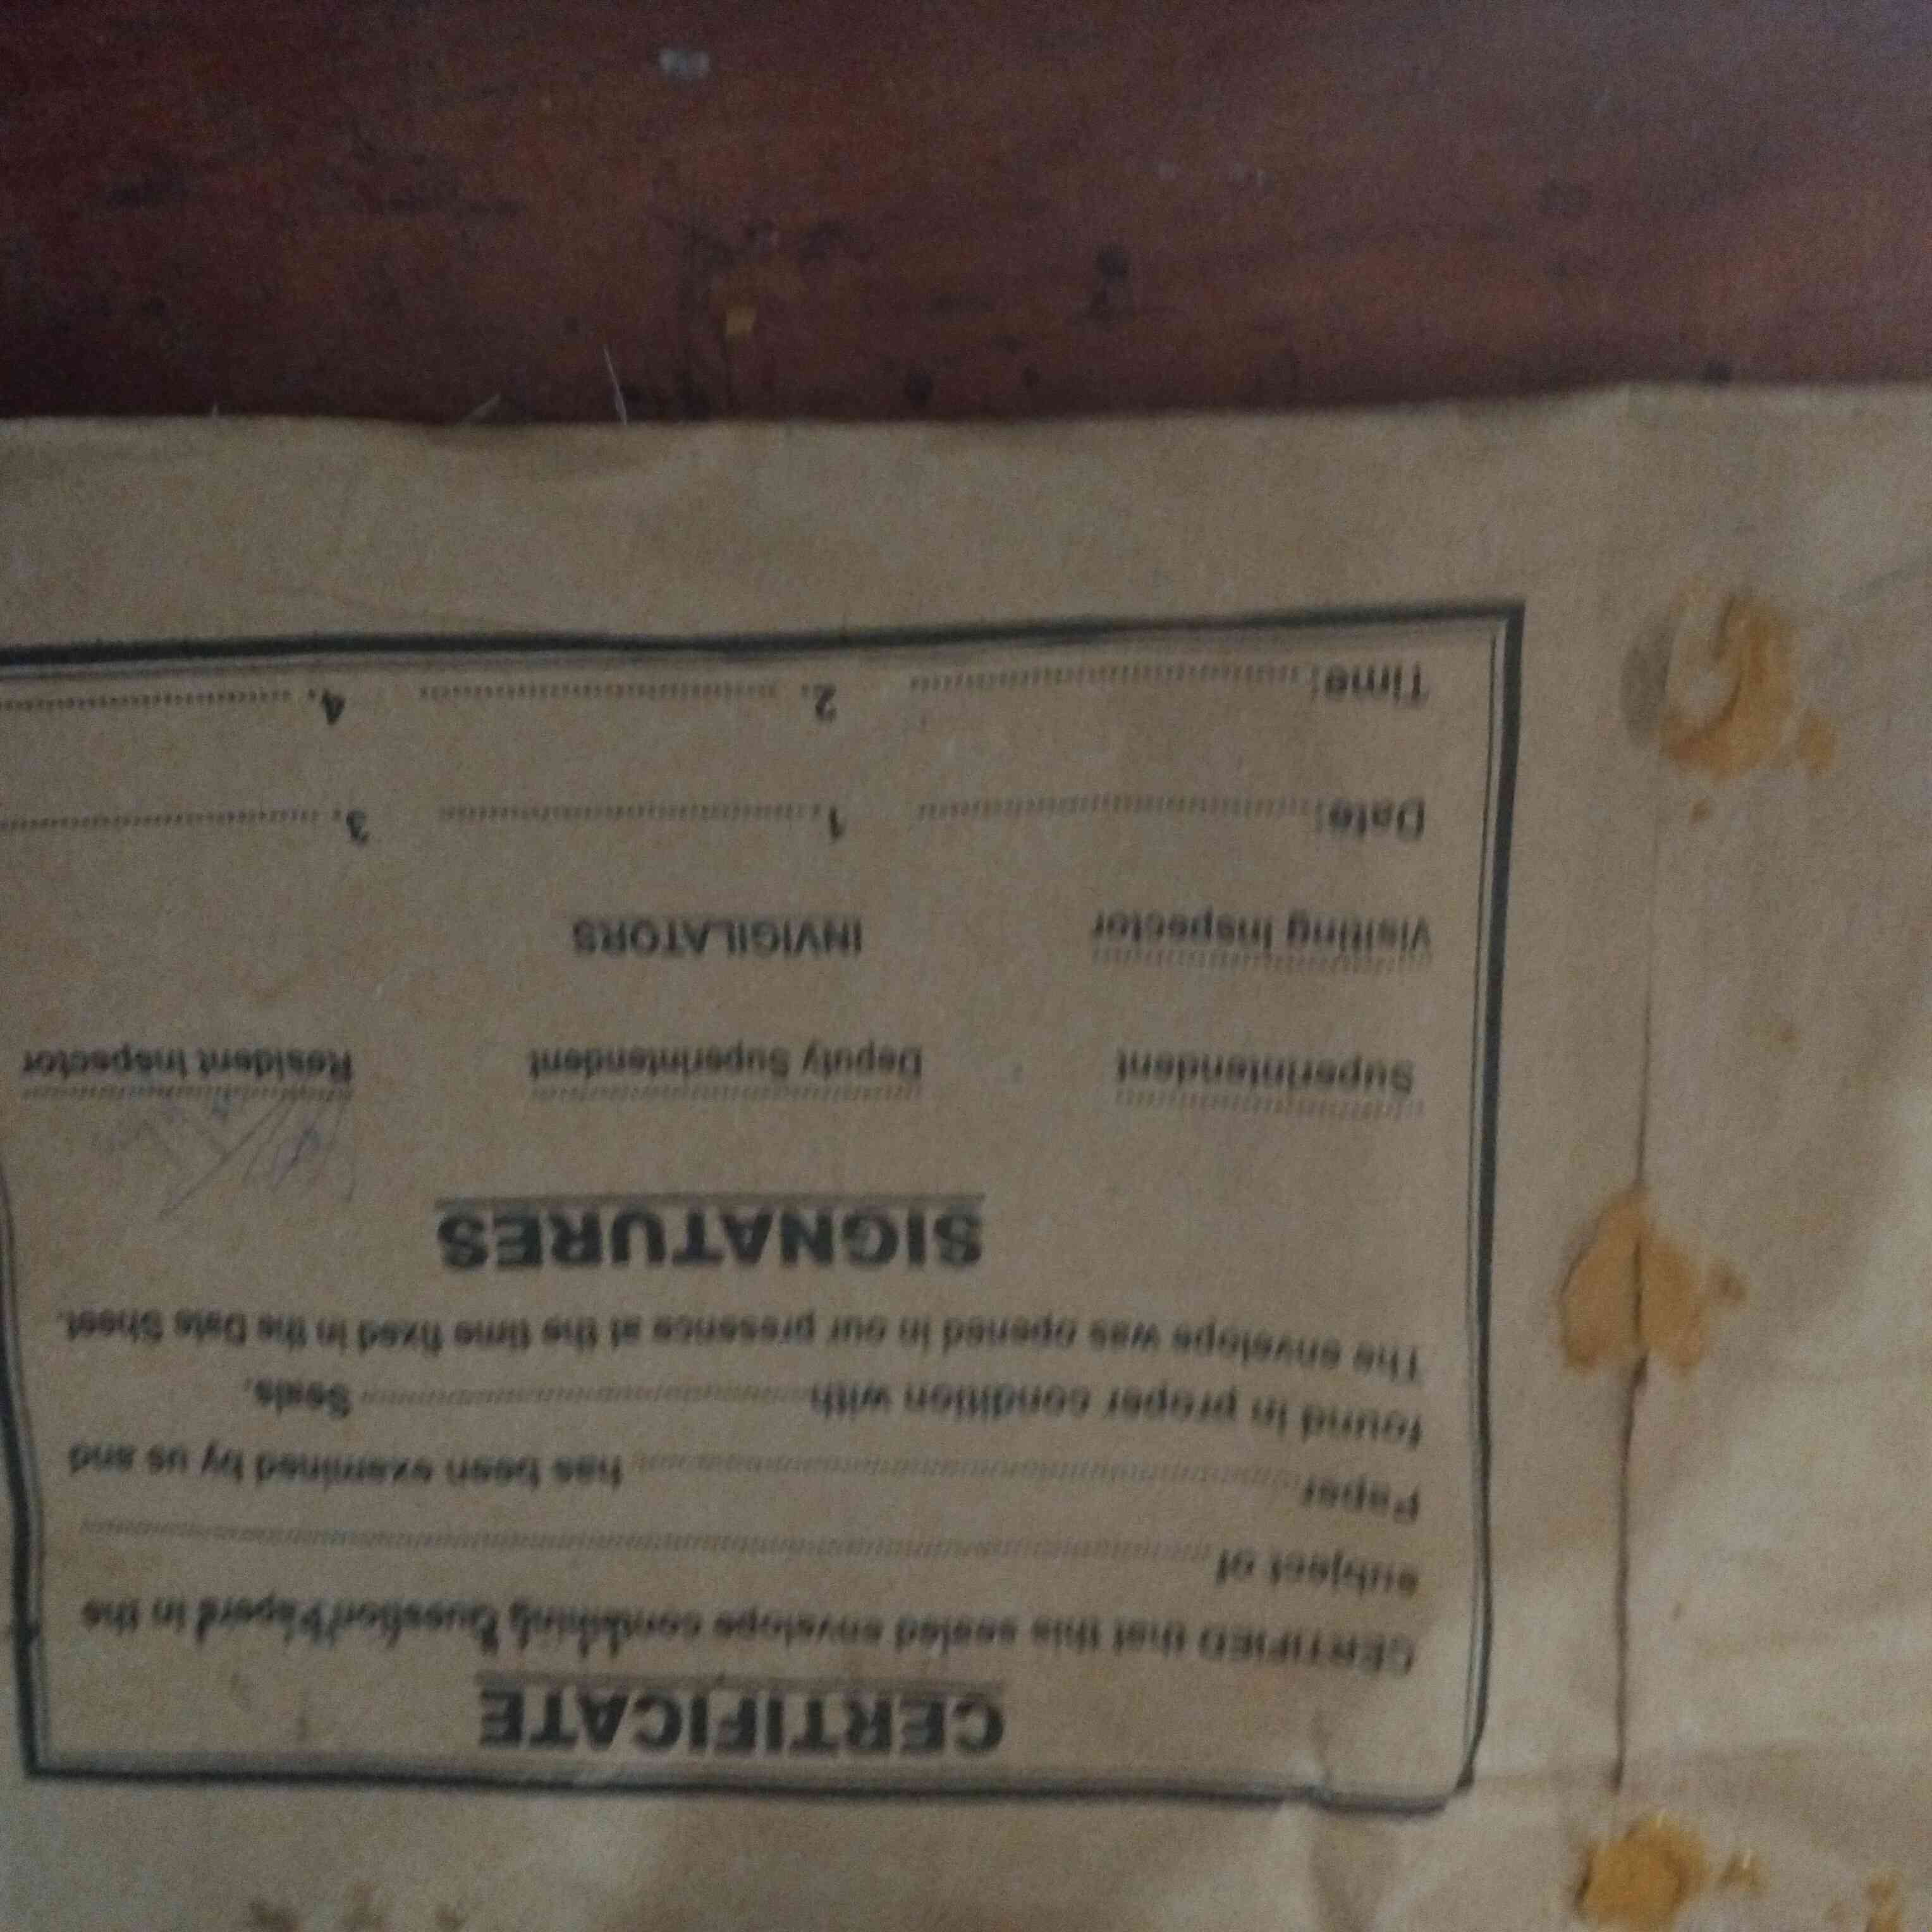 CERTIFICATE
CERTIFIED that this sealed envelope containing Question Papers in the
subject of ........................................
Paper ........................ has been examined by us and
found in proper condition with ........................ Seals.
The envelope was opened in our presence at the time fixed in the Date Sheet.
SIGNATURES
Superintendent Deputy Superintendent Resident Inspector
Visiting Inspector INVIGILATORS
Date: ........................ 1. ........................ 3. ........................
Time: ........................ 2. ........................ 4. ........................